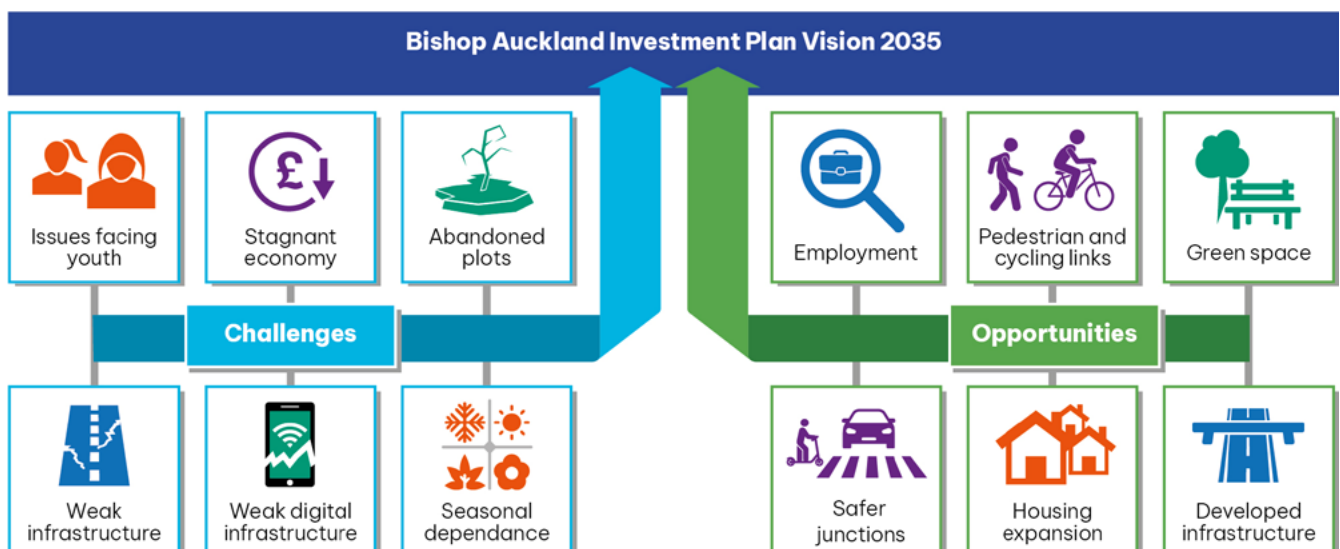 Bishop Auckland Investment Plan Vision 2035
Issues facing
youth
Stagnant
economy
Abandoned
plots
Challenges
Weak
infrastructure
Weak digital
infrastructure
Seasonal
dependance
Employment
Pedestrian and
cycling links
Green space
Opportunities
Safer
junctions
Housing
expansion
Developed
infrastructure
£